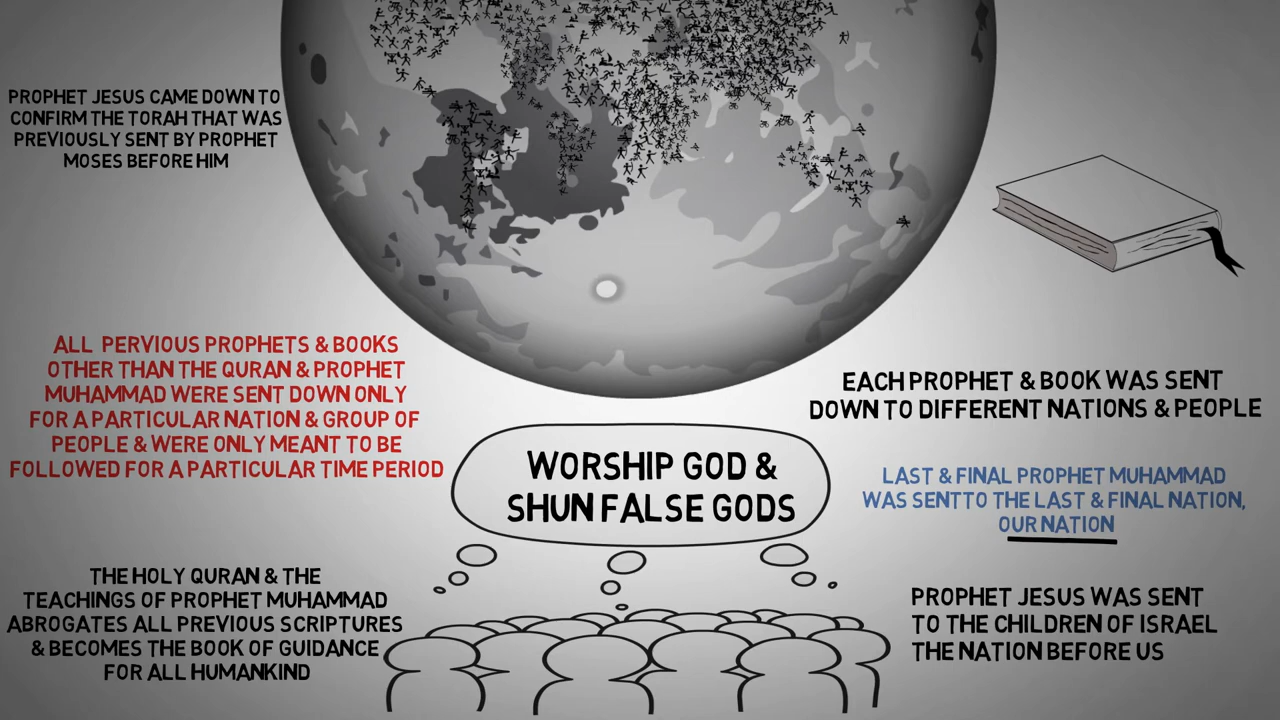 PROPHET JESUS CAME DOWN TO
CONFIRM THE TORAH THAT WAS
PREVIOUSLY SENT BY PROPHET
MOSES BEFORE HIM
ALL PERVIOUS PROPHETS & BOOKS
OTHER THAN THE QURAN & PROPHET
MUHAMMAD WERE SENT DOWN ONLY
FOR A PARTICULAR NATION & GROUP OF
PEOPLE & WERE ONLY MEANT TO BE
FOLLOWED FOR A PARTICULAR TIME PERIOD
THE HOLY QURAN & THE
TEACHINGS OF PROPHET MUHAMMAD
ABROGATES ALL PREVIOUS SCRIPTURES
& BECOMES THE BOOK OF GUIDANCE
FOR ALL HUMANKIND
WORSHIP GOD &
SHUN FALSE GODS
EACH PROPHET & BOOK WAS SENT
DOWN TO DIFFERENT NATIONS & PEOPLE
LAST & FINAL PROPHET MUHAMMAD
WAS SENTTO THE LAST & FINAL NATION,
OUR NATION
PROPHET JESUS WAS SENT
TO THE CHILDREN OF ISRAEL
THE NATION BEFORE US